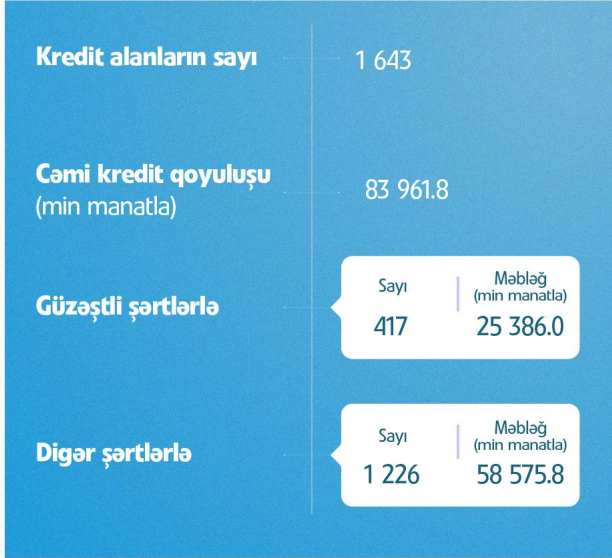 Kredit alanların sayı
1 643
Cəmi kredit qoyuluşu
(min manatla)
83 961.8
Güzəştli şərtlərlə
Sayı
417
Məbləğ
(min manatla)
25 386.0
Digər şərtlərlə
Sayı
1 226
Məbləğ
(min manatla)
58 575.8